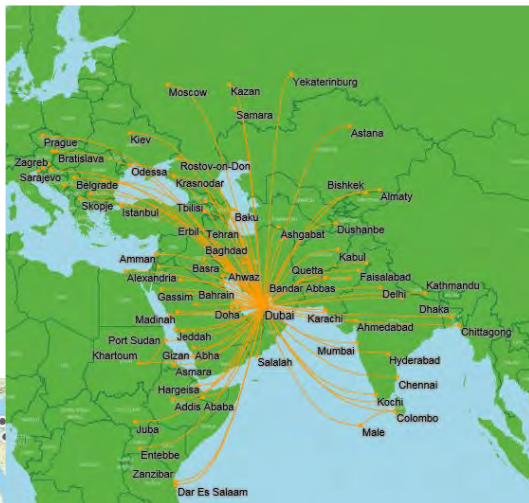 Yekaterinburg
Moscow
Kazan
Samara
Astana
Kiev
Prague
Bratislava
Zagreb
Odessa
Rostov-on-Don
Sarajevo
Belgrade
Krasnodar
Bishkek
Almaty
Skopje
Istanbul
Tbilisi
Baku
Dushanbe
Erbil
Tehran
Ashgabat
Baghdad
Amman
Kabul
Basra
Quetta
Alexandria
Ahwaz
Faisalabad
Gassim
Bahrain
Bandar Abbas
Delhi
Kathmandu
Madinah
Doha
Dubai
Karachi
Dhaka
Ahmedabad
Chittagong
Port Sudan
Jeddah
Khartoum
Gizan
Abha
Mumbai
Asmara
Salalah
Hyderabad
Hargeisa
Chennai
Addis Ababa
Kochi
Colombo
Juba
Male
Entebbe
Zanzibar
Dar Es Salaam